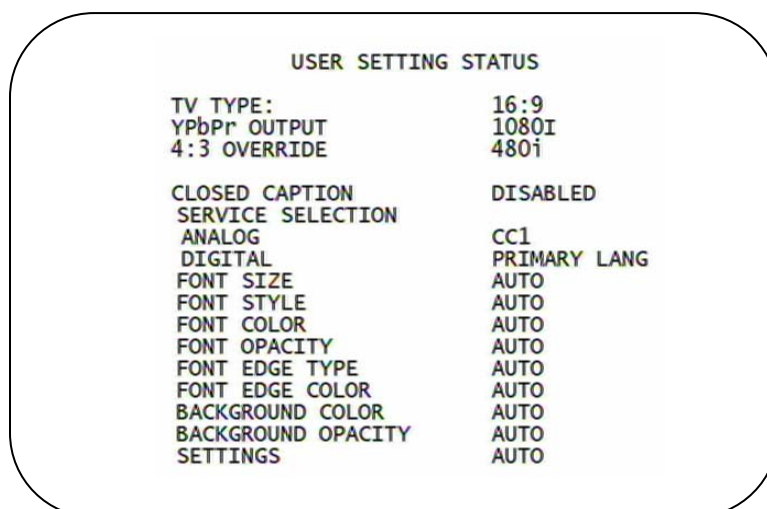 USER SETTING STATUS
TV TYPE: 16:9
YPbPr OUTPUT 1080I
4:3 OVERRIDE 480i
CLOSED CAPTION DISABLED
SERVICE SELECTION
ANALOG CC1
DIGITAL PRIMARY LANG
FONT SIZE AUTO
FONT STYLE AUTO
FONT COLOR AUTO
FONT OPACITY AUTO
FONT EDGE TYPE AUTO
FONT EDGE COLOR AUTO
BACKGROUND COLOR AUTO
BACKGROUND OPACITY AUTO
SETTINGS AUTO